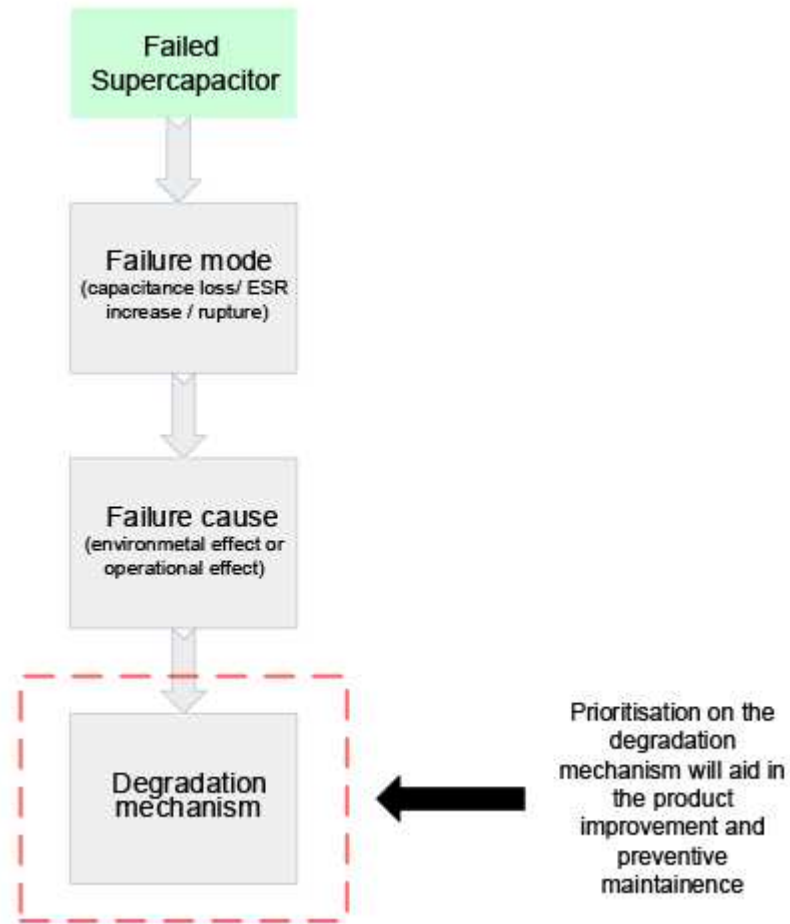 Failed
Supercapacitor
Failure mode
(capacitance loss/ ESR
increase / rupture)
Failure cause
(environmetal effect or
operational effect)
Degradation
mechanism
Prioritisation on the
degradation
mechanism will aid in
the product
improvement and
preventive
maintainence